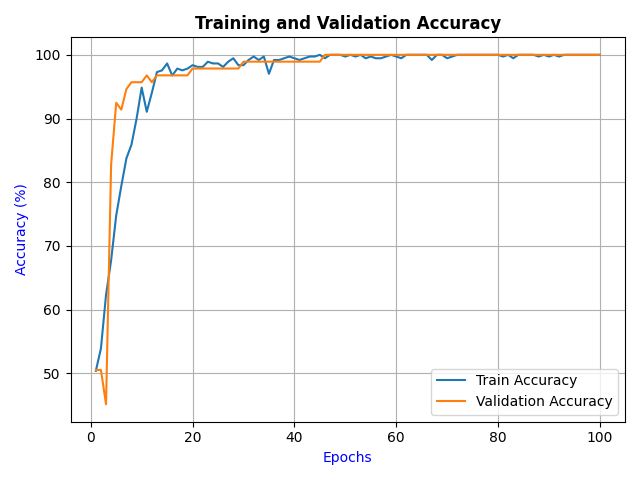 Training and Validation Accuracy
Accuracy (%)
100
90
80
70
60
50
0 20 40 60 80 100
Epochs
Train Accuracy
Validation Accuracy